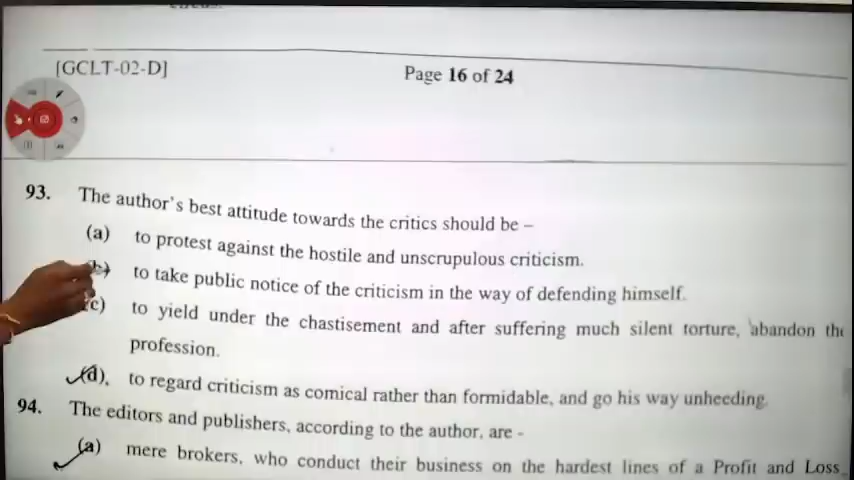 [GCLT-02-D]
Page 16 of 24
93. The author's best attitude towards the critics should be –
(a) to protest against the hostile and unscrupulous criticism.
(b) to take public notice of the criticism in the way of defending himself.
(c) to yield under the chastisement and after suffering much silent torture, abandon the
profession.
(d), to regard criticism as comical rather than formidable, and go his way unheeding.
94. The editors and publishers, according to the author, are -
(a) mere brokers, who conduct their business on the hardest lines of a Profit and Loss